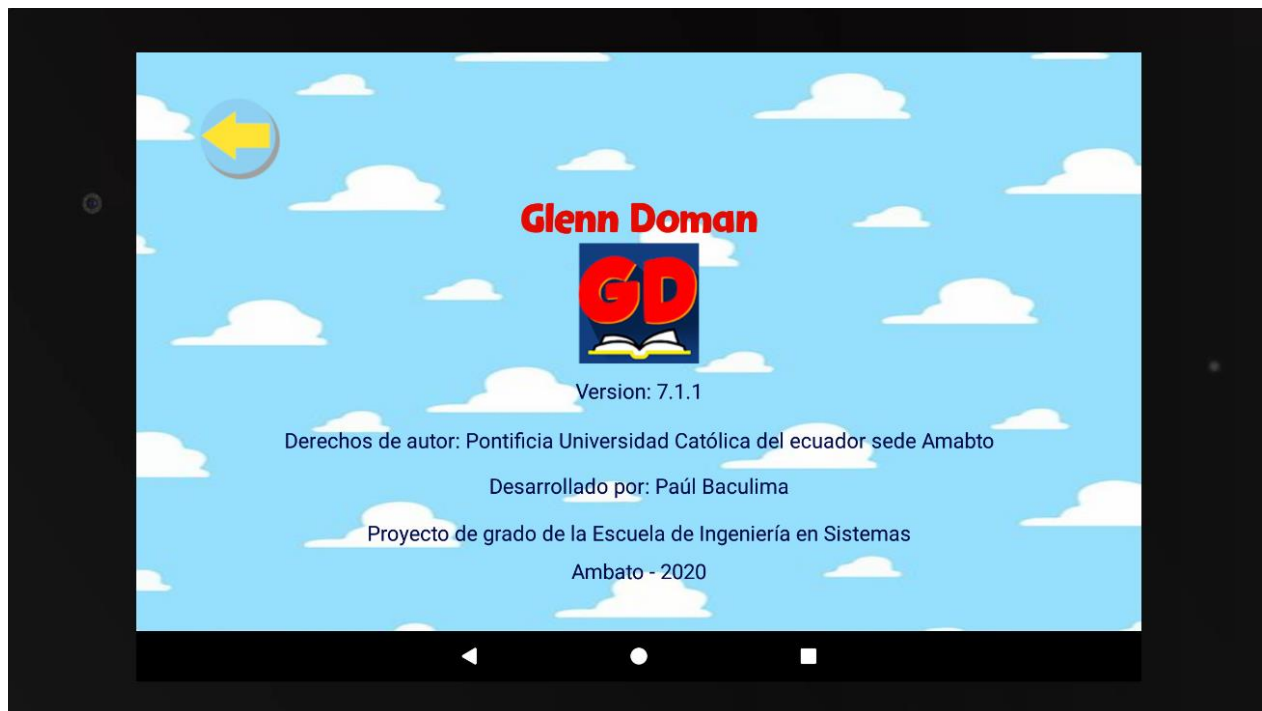 Glenn Doman
GD
Version: 7.1.1
Derechos de autor: Pontificia Universidad Católica del ecuador sede Amabto
Desarrollado por: Paúl Baculima
Proyecto de grado de la Escuela de Ingeniería en Sistemas
Ambato - 2020